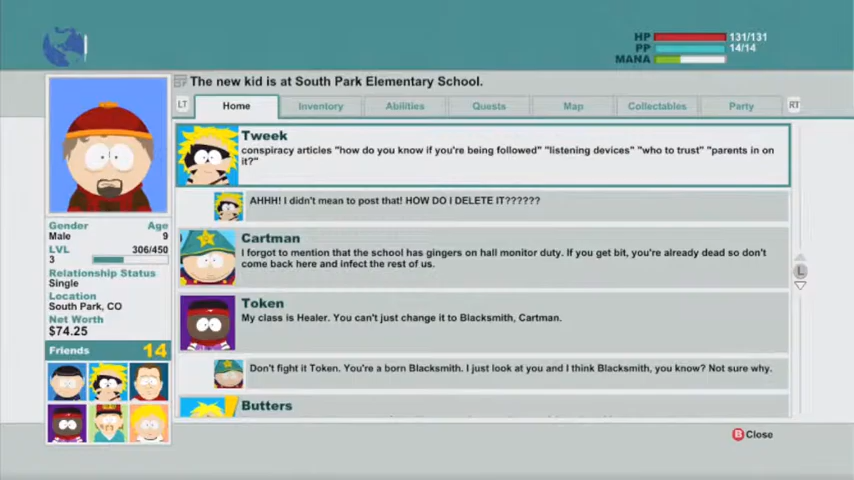 HP 131/131
PP 14/14
MANA
The new kid is at South Park Elementary School.
LT Home Inventory Abilities Quests Map Collectables Party RT
Tweek
conspiracy articles "how do you know if you're being followed" "listening devices" "who to trust" "parents in on
it?"
AHHH! I didn't mean to post that! HOW DO I DELETE IT??????
Cartman
I forgot to mention that the school has gingers on hall monitor duty. If you get bit, you're already dead so don't
come back here and infect the rest of us.
Token
My class is Healer. You can't just change it to Blacksmith, Cartman.
Don't fight it Token. You're a born Blacksmith. I just look at you and I think Blacksmith, you know? Not sure why.
Butters
Gender Age
Male 9
LVL 306/450
3
Relationship Status
Single
Location
South Park, CO
Net Worth
$74.25
Friends 14
L
B Close